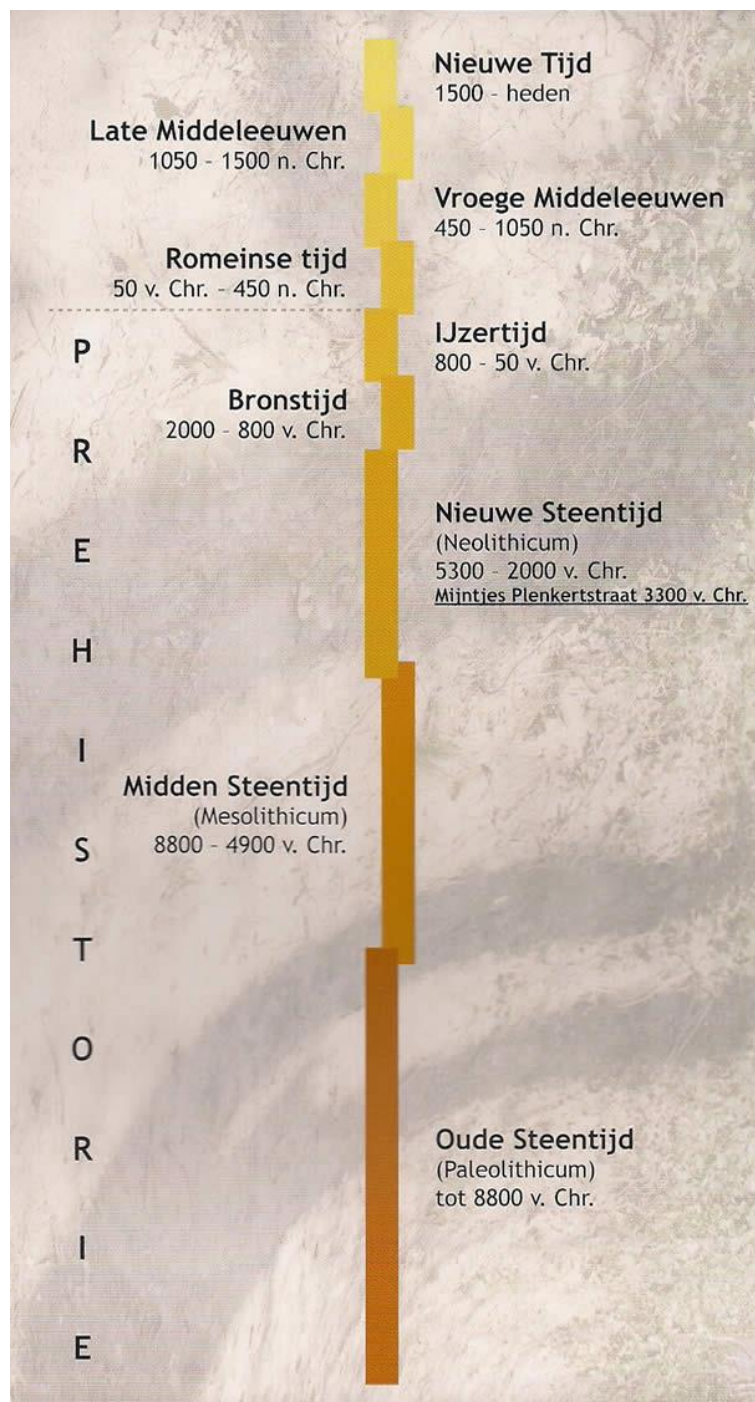 Nieuwe Tijd
1500 - heden
Late Middeleeuwen
1050 - 1500 n. Chr.
Vroege Middeleeuwen
450 - 1050 n. Chr.
Romeinse tijd
50 v. Chr. - 450 n. Chr.
IJzertijd
800 - 50 v. Chr.
Bronstijd
2000 - 800 v. Chr.
Nieuwe Steentijd
(Neolithicum)
5300 - 2000 v. Chr.
Mijntjes Plenkertstraat 3300 v. Chr.
Midden Steentijd
(Mesolithicum)
8800 - 4900 v. Chr.
Oude Steentijd
(Paleolithicum)
tot 8800 v. Chr.
PREHISTORIE